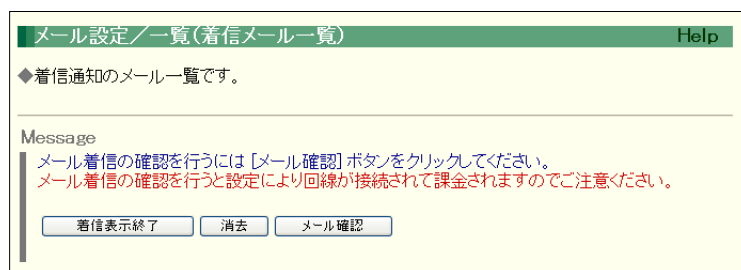 メール設定／一覧(着信メール一覧) Help
◆着信通知のメール一覧です。
Message
メール着信の確認を行うには [メール確認] ボタンをクリックしてください。
メール着信の確認を行うと設定により回線が接続されて課金されますのでご注意ください。
着信表示終了 消去 メール確認